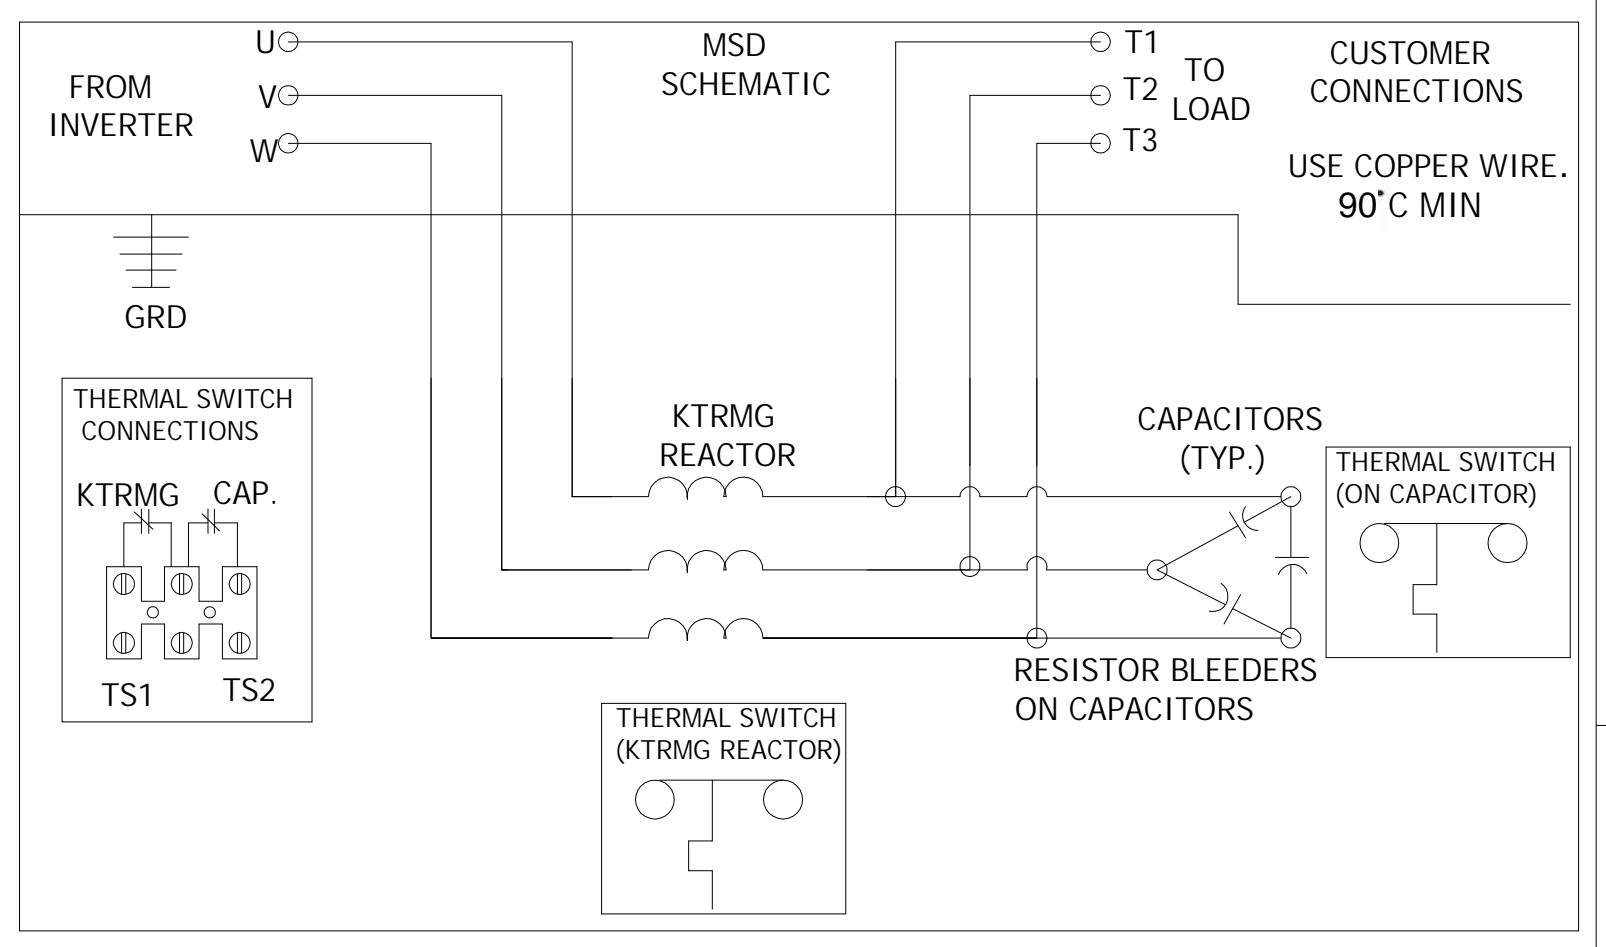 U
V
W
FROM
INVERTER
MSD
SCHEMATIC
T1
T2
T3
TO
LOAD
CUSTOMER
CONNECTIONS
USE COPPER WIRE.
90°C MIN
GRD
THERMAL SWITCH
CONNECTIONS
KTRMG CAP.
TS1 TS2
KTRMG
REACTOR
CAPACITORS
(TYP.)
THERMAL SWITCH
(ON CAPACITOR)
RESISTOR BLEEDERS
ON CAPACITORS
THERMAL SWITCH
(KTRMG REACTOR)